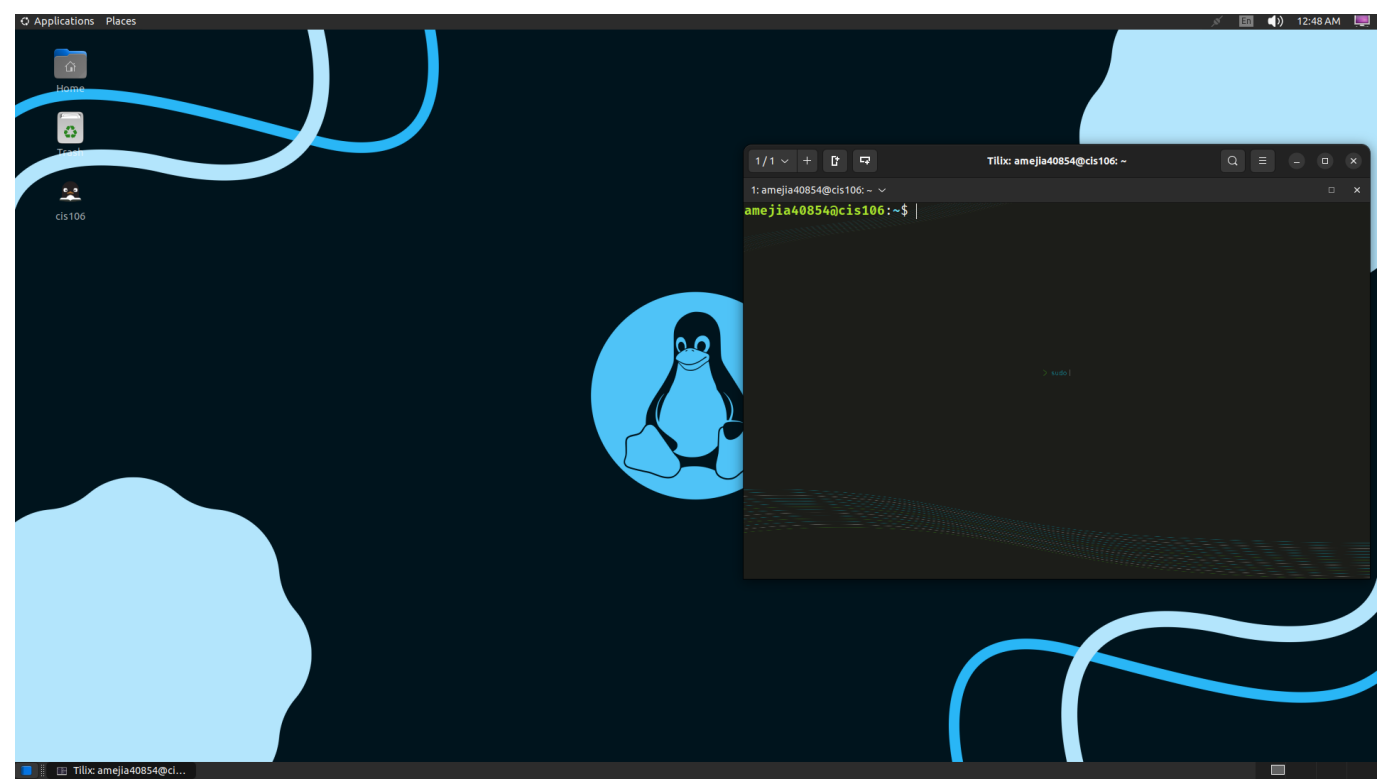 Applications Places En 12:48 AM
Home
Trash
cis106
1 / 1 Tilix: amejia40854@cis106: ~
1: amejia40854@cis106: ~
amejia40854@cis106:~$
> sudo
Tilix: amejia40854@ci...